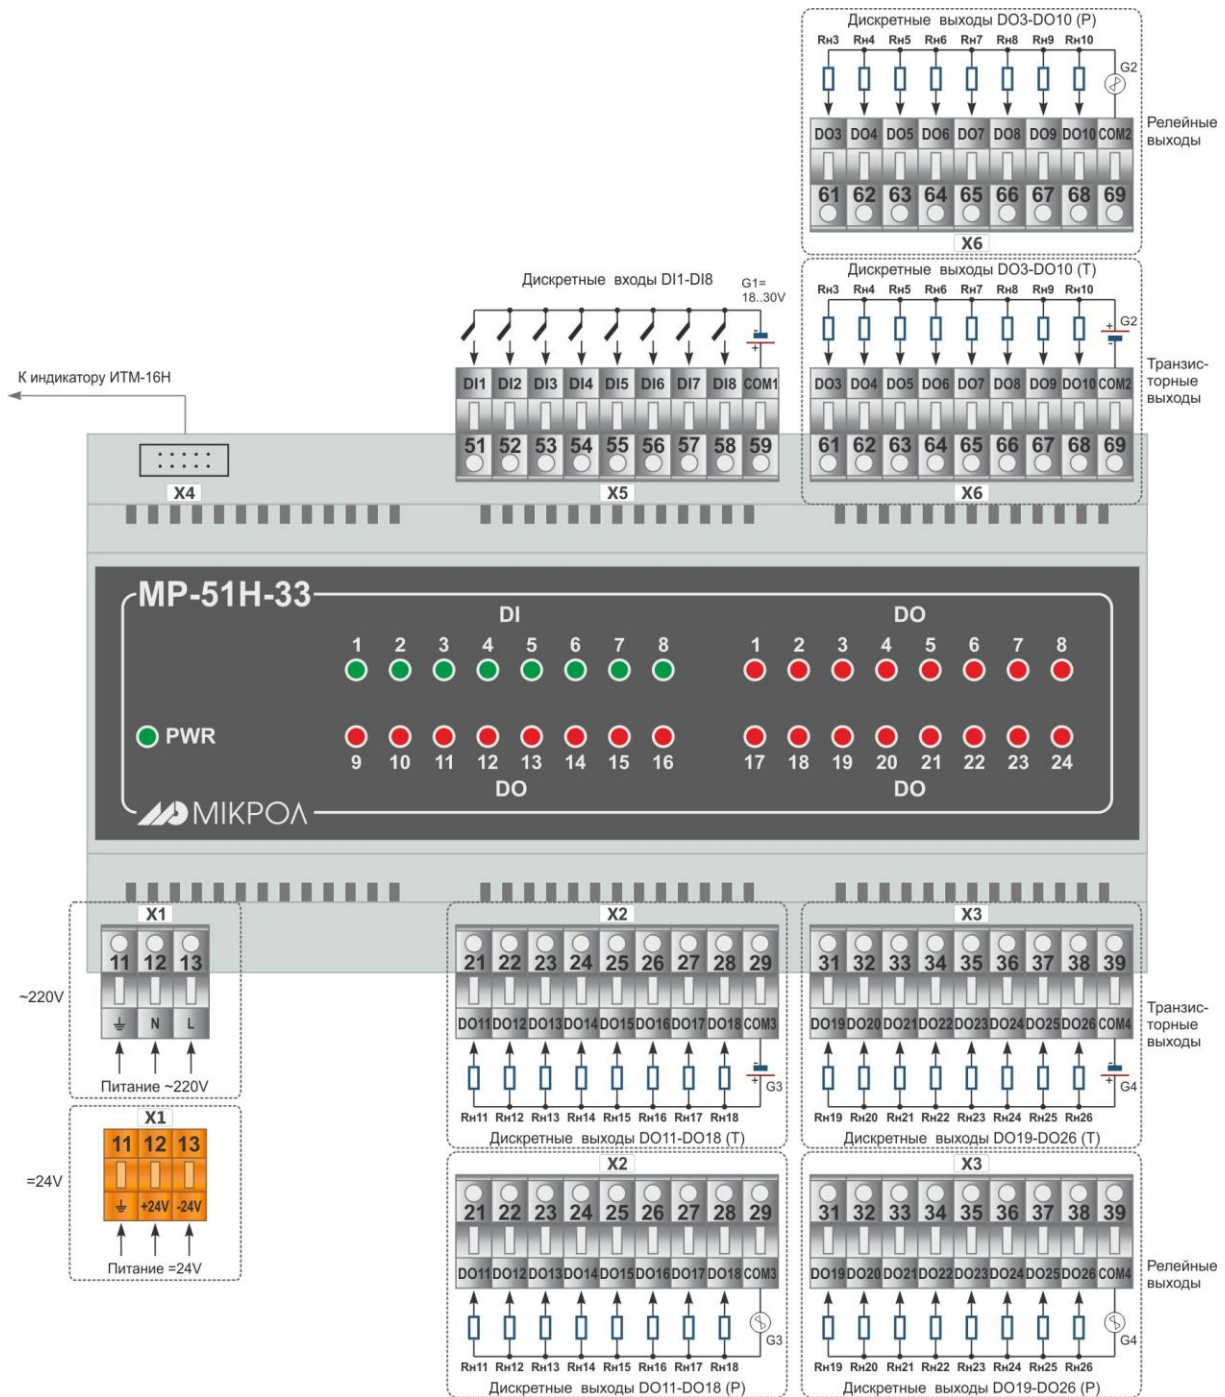 Дискретные выходы DO3-DO10 (Р)
Rн3 Rн4 Rн5 Rн6 Rн7 Rн8 Rн9 Rн10
G2
DO3 DO4 DO5 DO6 DO7 DO8 DO9 DO10 COM2
Релейные
выходы
61 62 63 64 65 66 67 68 69
X6
Дискретные выходы DO3-DO10 (Т)
Rн3 Rн4 Rн5 Rн6 Rн7 Rн8 Rн9 Rн10
+ G2
-
DO3 DO4 DO5 DO6 DO7 DO8 DO9 DO10 COM2
Транзис-
торные
выходы
61 62 63 64 65 66 67 68 69
X6
Дискретные входы DI1-DI8
G1=
18..30V
-
+
DI1 DI2 DI3 DI4 DI5 DI6 DI7 DI8 COM1
51 52 53 54 55 56 57 58 59
X5
К индикатору ИТМ-16Н
X4
МР-51Н-33
DI
1 2 3 4 5 6 7 8
DO
1 2 3 4 5 6 7 8
PWR
9 10 11 12 13 14 15 16
DO
17 18 19 20 21 22 23 24
DO
МІКРОΛ
X1
11 12 13
~220V
N L
Питание ~220V
X1
11 12 13
=24V
+24V -24V
Питание =24V
X2
21 22 23 24 25 26 27 28 29
DO11 DO12 DO13 DO14 DO15 DO16 DO17 DO18 COM3
-
+ G3
Rн11 Rн12 Rн13 Rн14 Rн15 Rн16 Rн17 Rн18
Дискретные выходы DO11-DO18 (Т)
X3
31 32 33 34 35 36 37 38 39
DO19 DO20 DO21 DO22 DO23 DO24 DO25 DO26 COM4
Транзис-
торные
выходы
-
+ G4
Rн19 Rн20 Rн21 Rн22 Rн23 Rн24 Rн25 Rн26
Дискретные выходы DO19-DO26 (Т)
X2
21 22 23 24 25 26 27 28 29
DO11 DO12 DO13 DO14 DO15 DO16 DO17 DO18 COM3
G3
Rн11 Rн12 Rн13 Rн14 Rн15 Rн16 Rн17 Rн18
Дискретные выходы DO11-DO18 (Р)
X3
31 32 33 34 35 36 37 38 39
DO19 DO20 DO21 DO22 DO23 DO24 DO25 DO26 COM4
Релейные
выходы
G4
Rн19 Rн20 Rн21 Rн22 Rн23 Rн24 Rн25 Rн26
Дискретные выходы DO19-DO26 (Р)